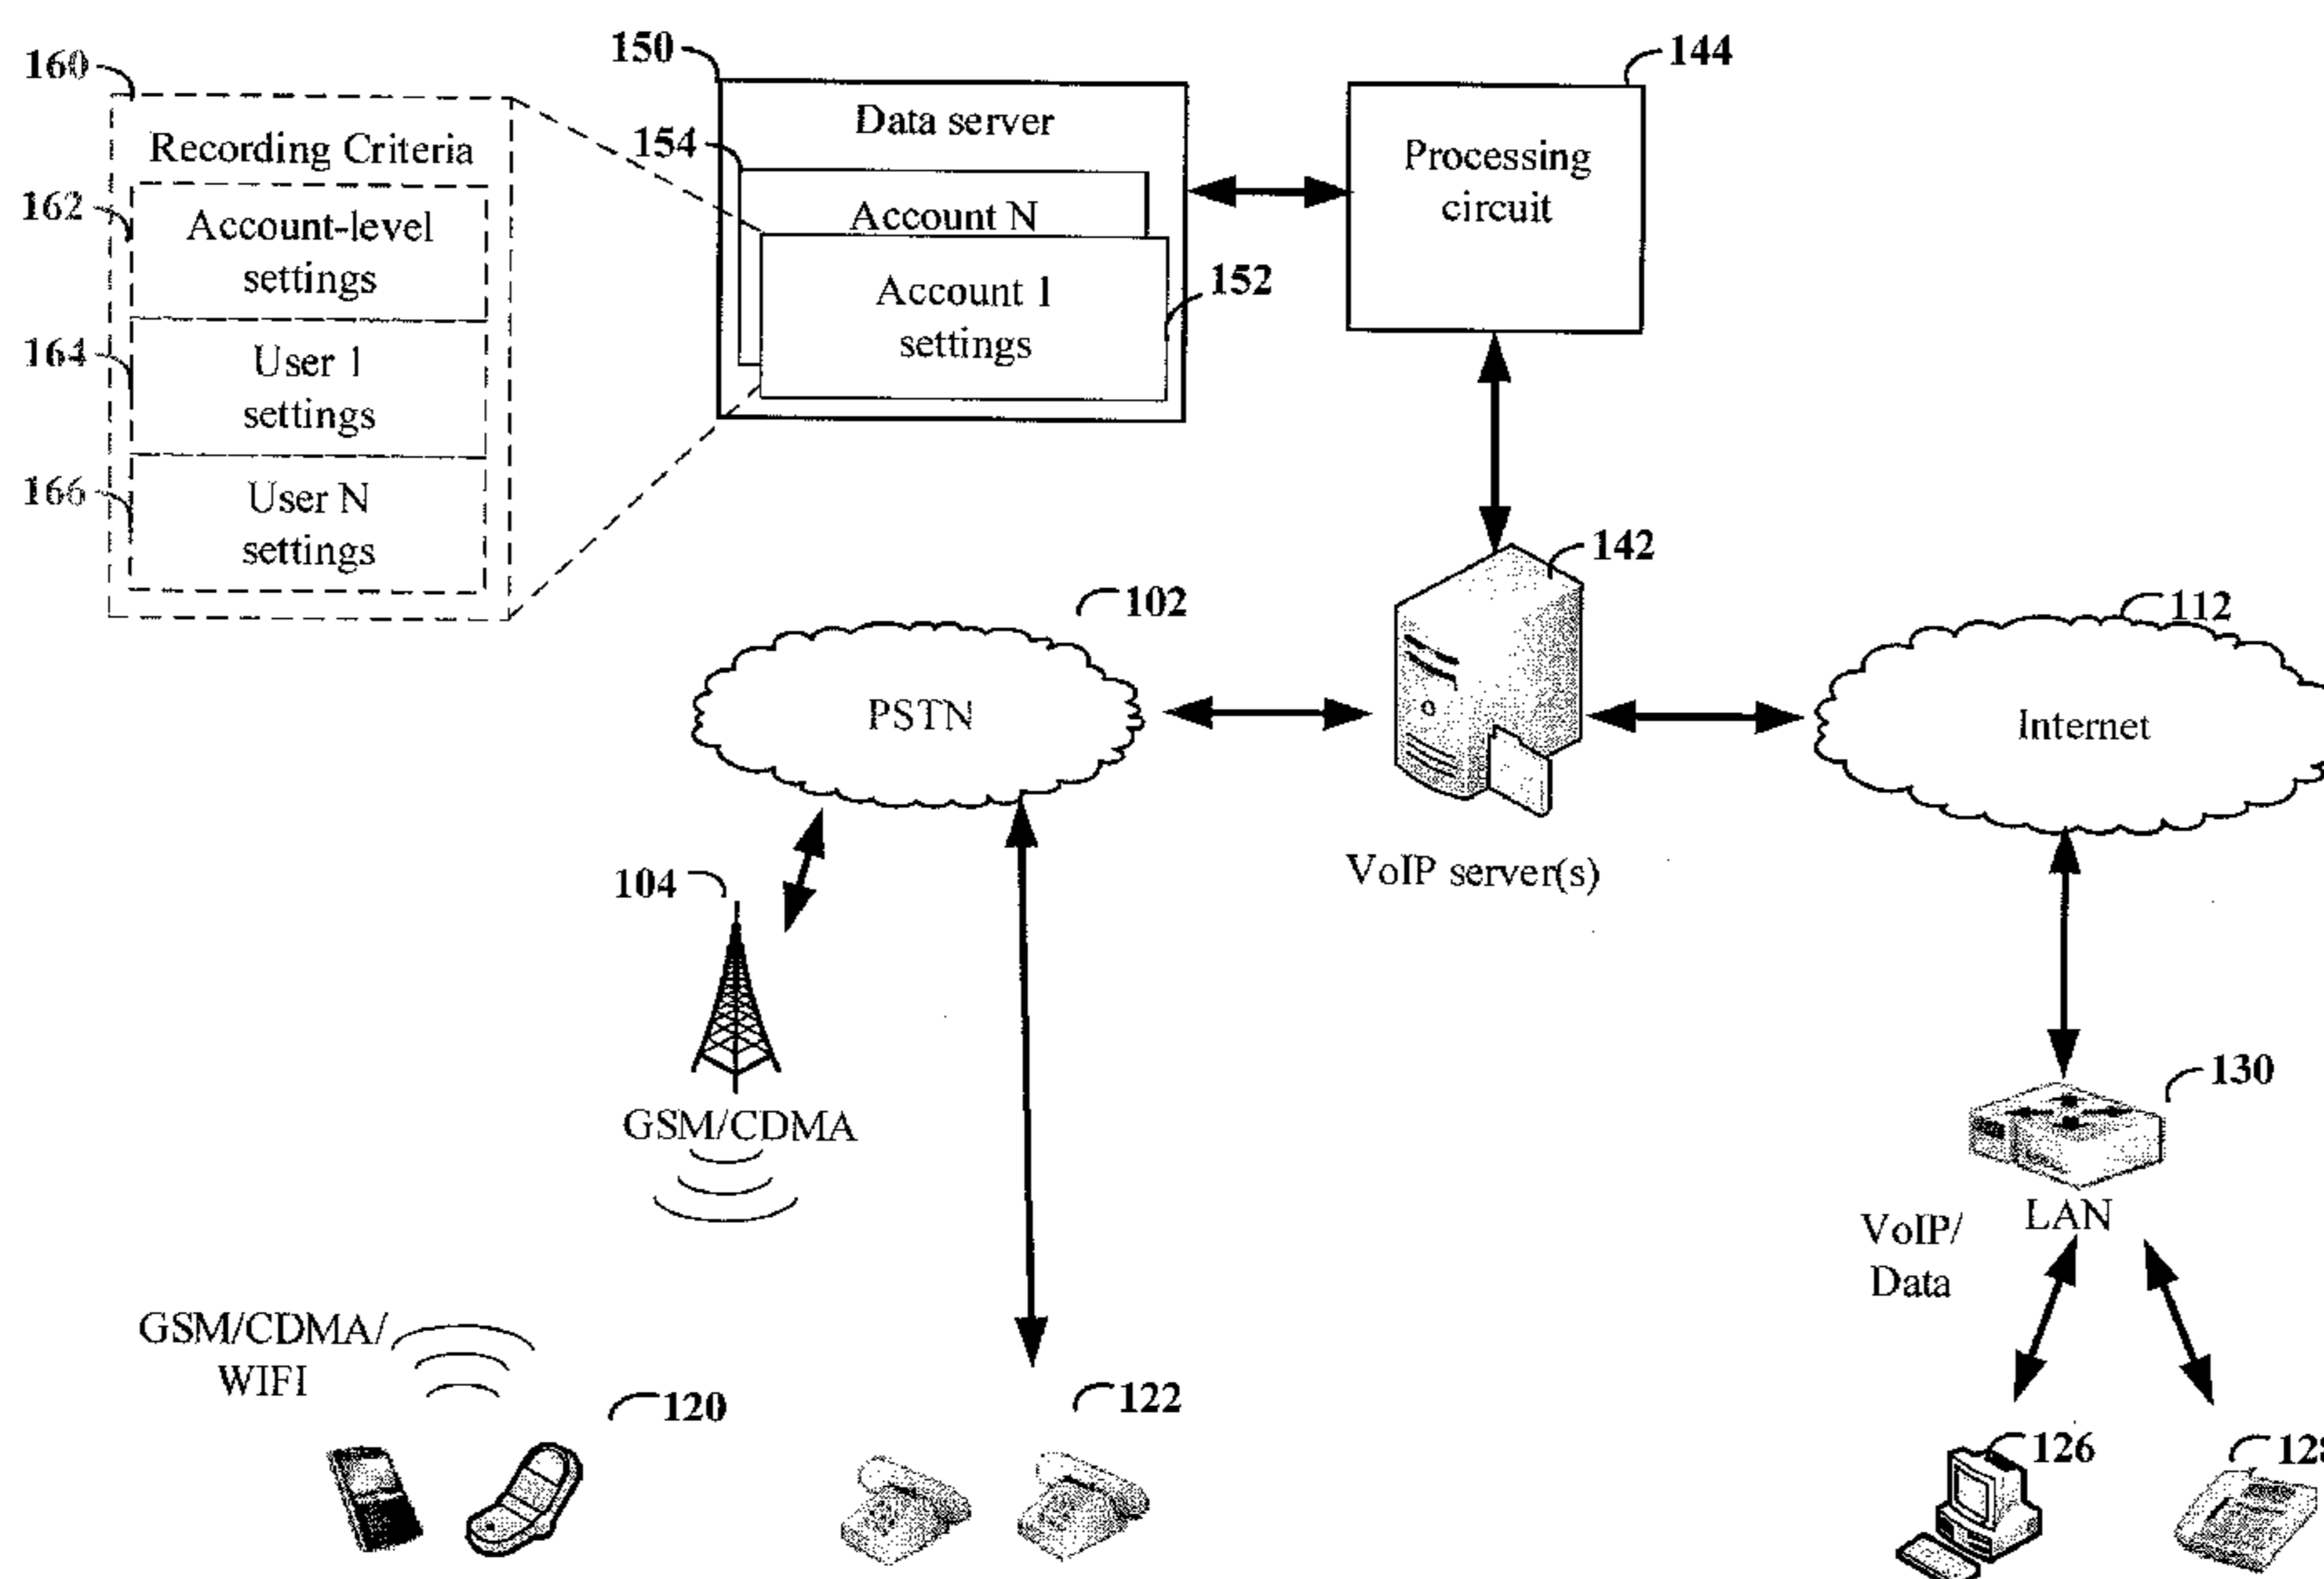 160
150
144
Data server
154
Recording Criteria
Processing
circuit
162
Account-level
settings
Account N
Account 1
settings
152
164
User 1
settings
166
User N
settings
142
102
112
PSTN
Internet
VoIP server(s)
104
130
GSM/CDMA
LAN
VoIP/
Data
GSM/CDMA/
WIFI
120
122
126
128